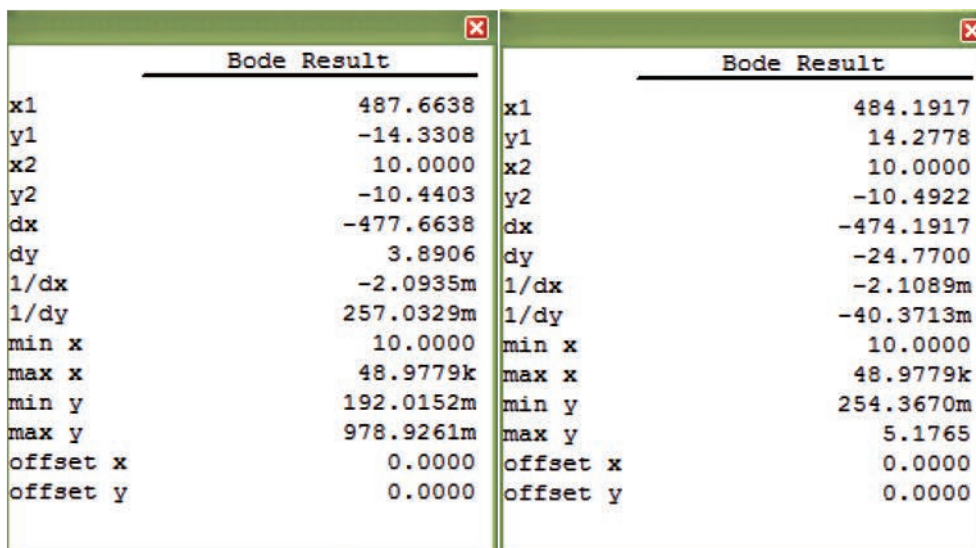 Bode Result
x1 487.6638
y1 -14.3308
x2 10.0000
y2 -10.4403
dx -477.6638
dy 3.8906
1/dx -2.0935m
1/dy 257.0329m
min x 10.0000
max x 48.9779k
min y 192.0152m
max y 978.9261m
offset x 0.0000
offset y 0.0000
Bode Result
x1 484.1917
y1 14.2778
x2 10.0000
y2 -10.4922
dx -474.1917
dy -24.7700
1/dx -2.1089m
1/dy -40.3713m
min x 10.0000
max x 48.9779k
min y 254.3670m
max y 5.1765
offset x 0.0000
offset y 0.0000